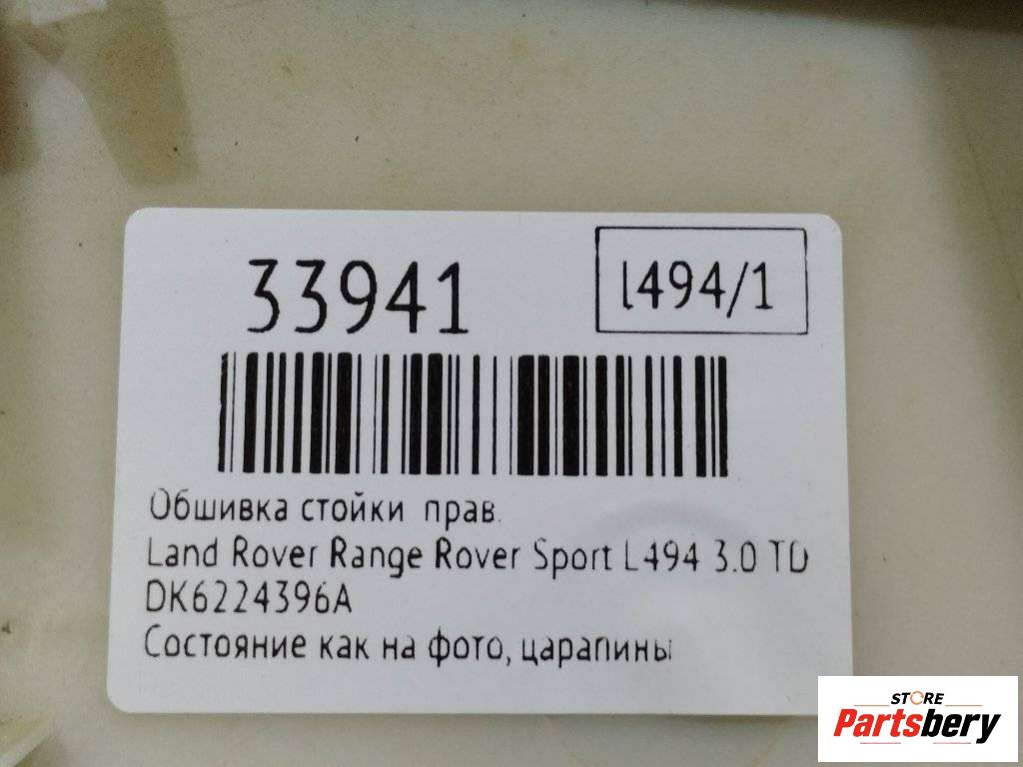 33941
l494/1
Обшивка стойки прав.
Land Rover Range Rover Sport L494 3.0 TD
DK6224396A
Состояние как на фото, царапины
STORE
Partsbery